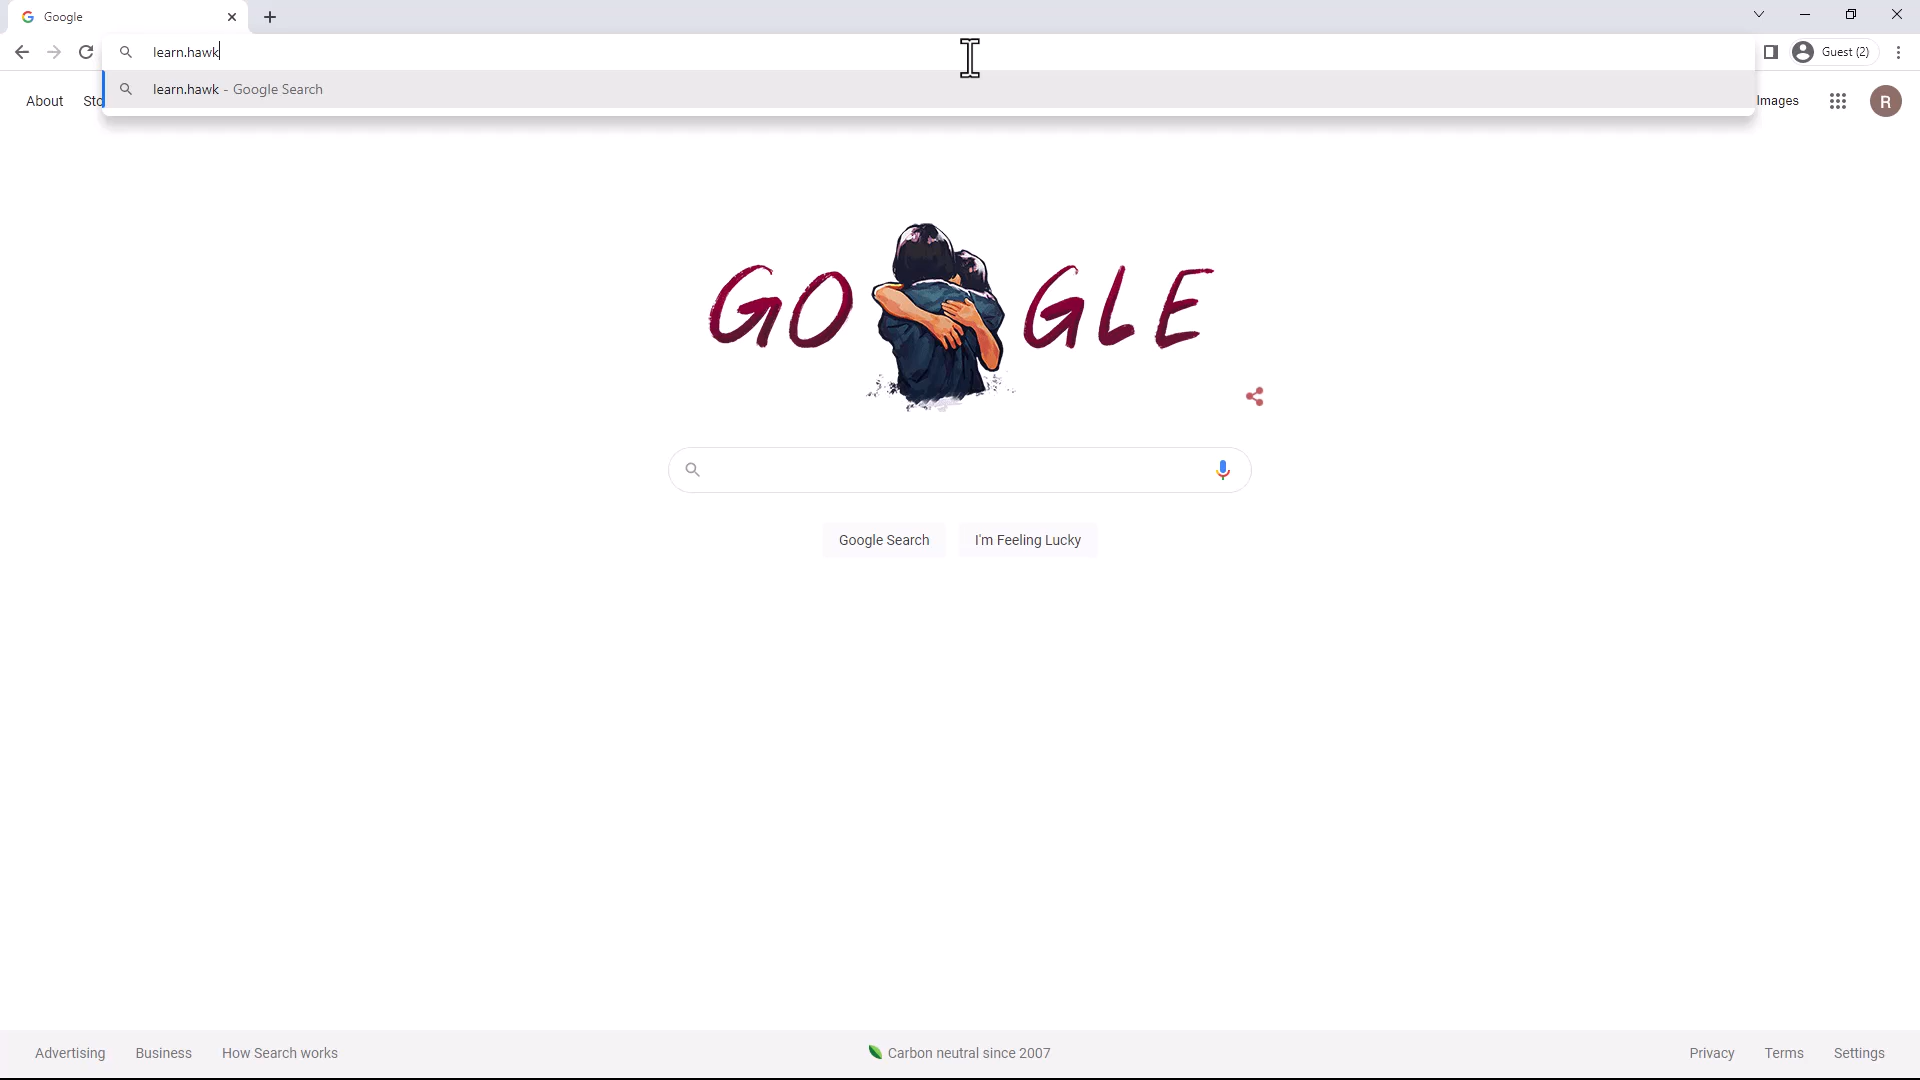 Google
learn.hawk
Guest (2)
learn.hawk - Google Search
About
Sto
Images
R
GO GLE
Google Search
I'm Feeling Lucky
Advertising
Business
How Search works
Carbon neutral since 2007
Privacy
Terms
Settings